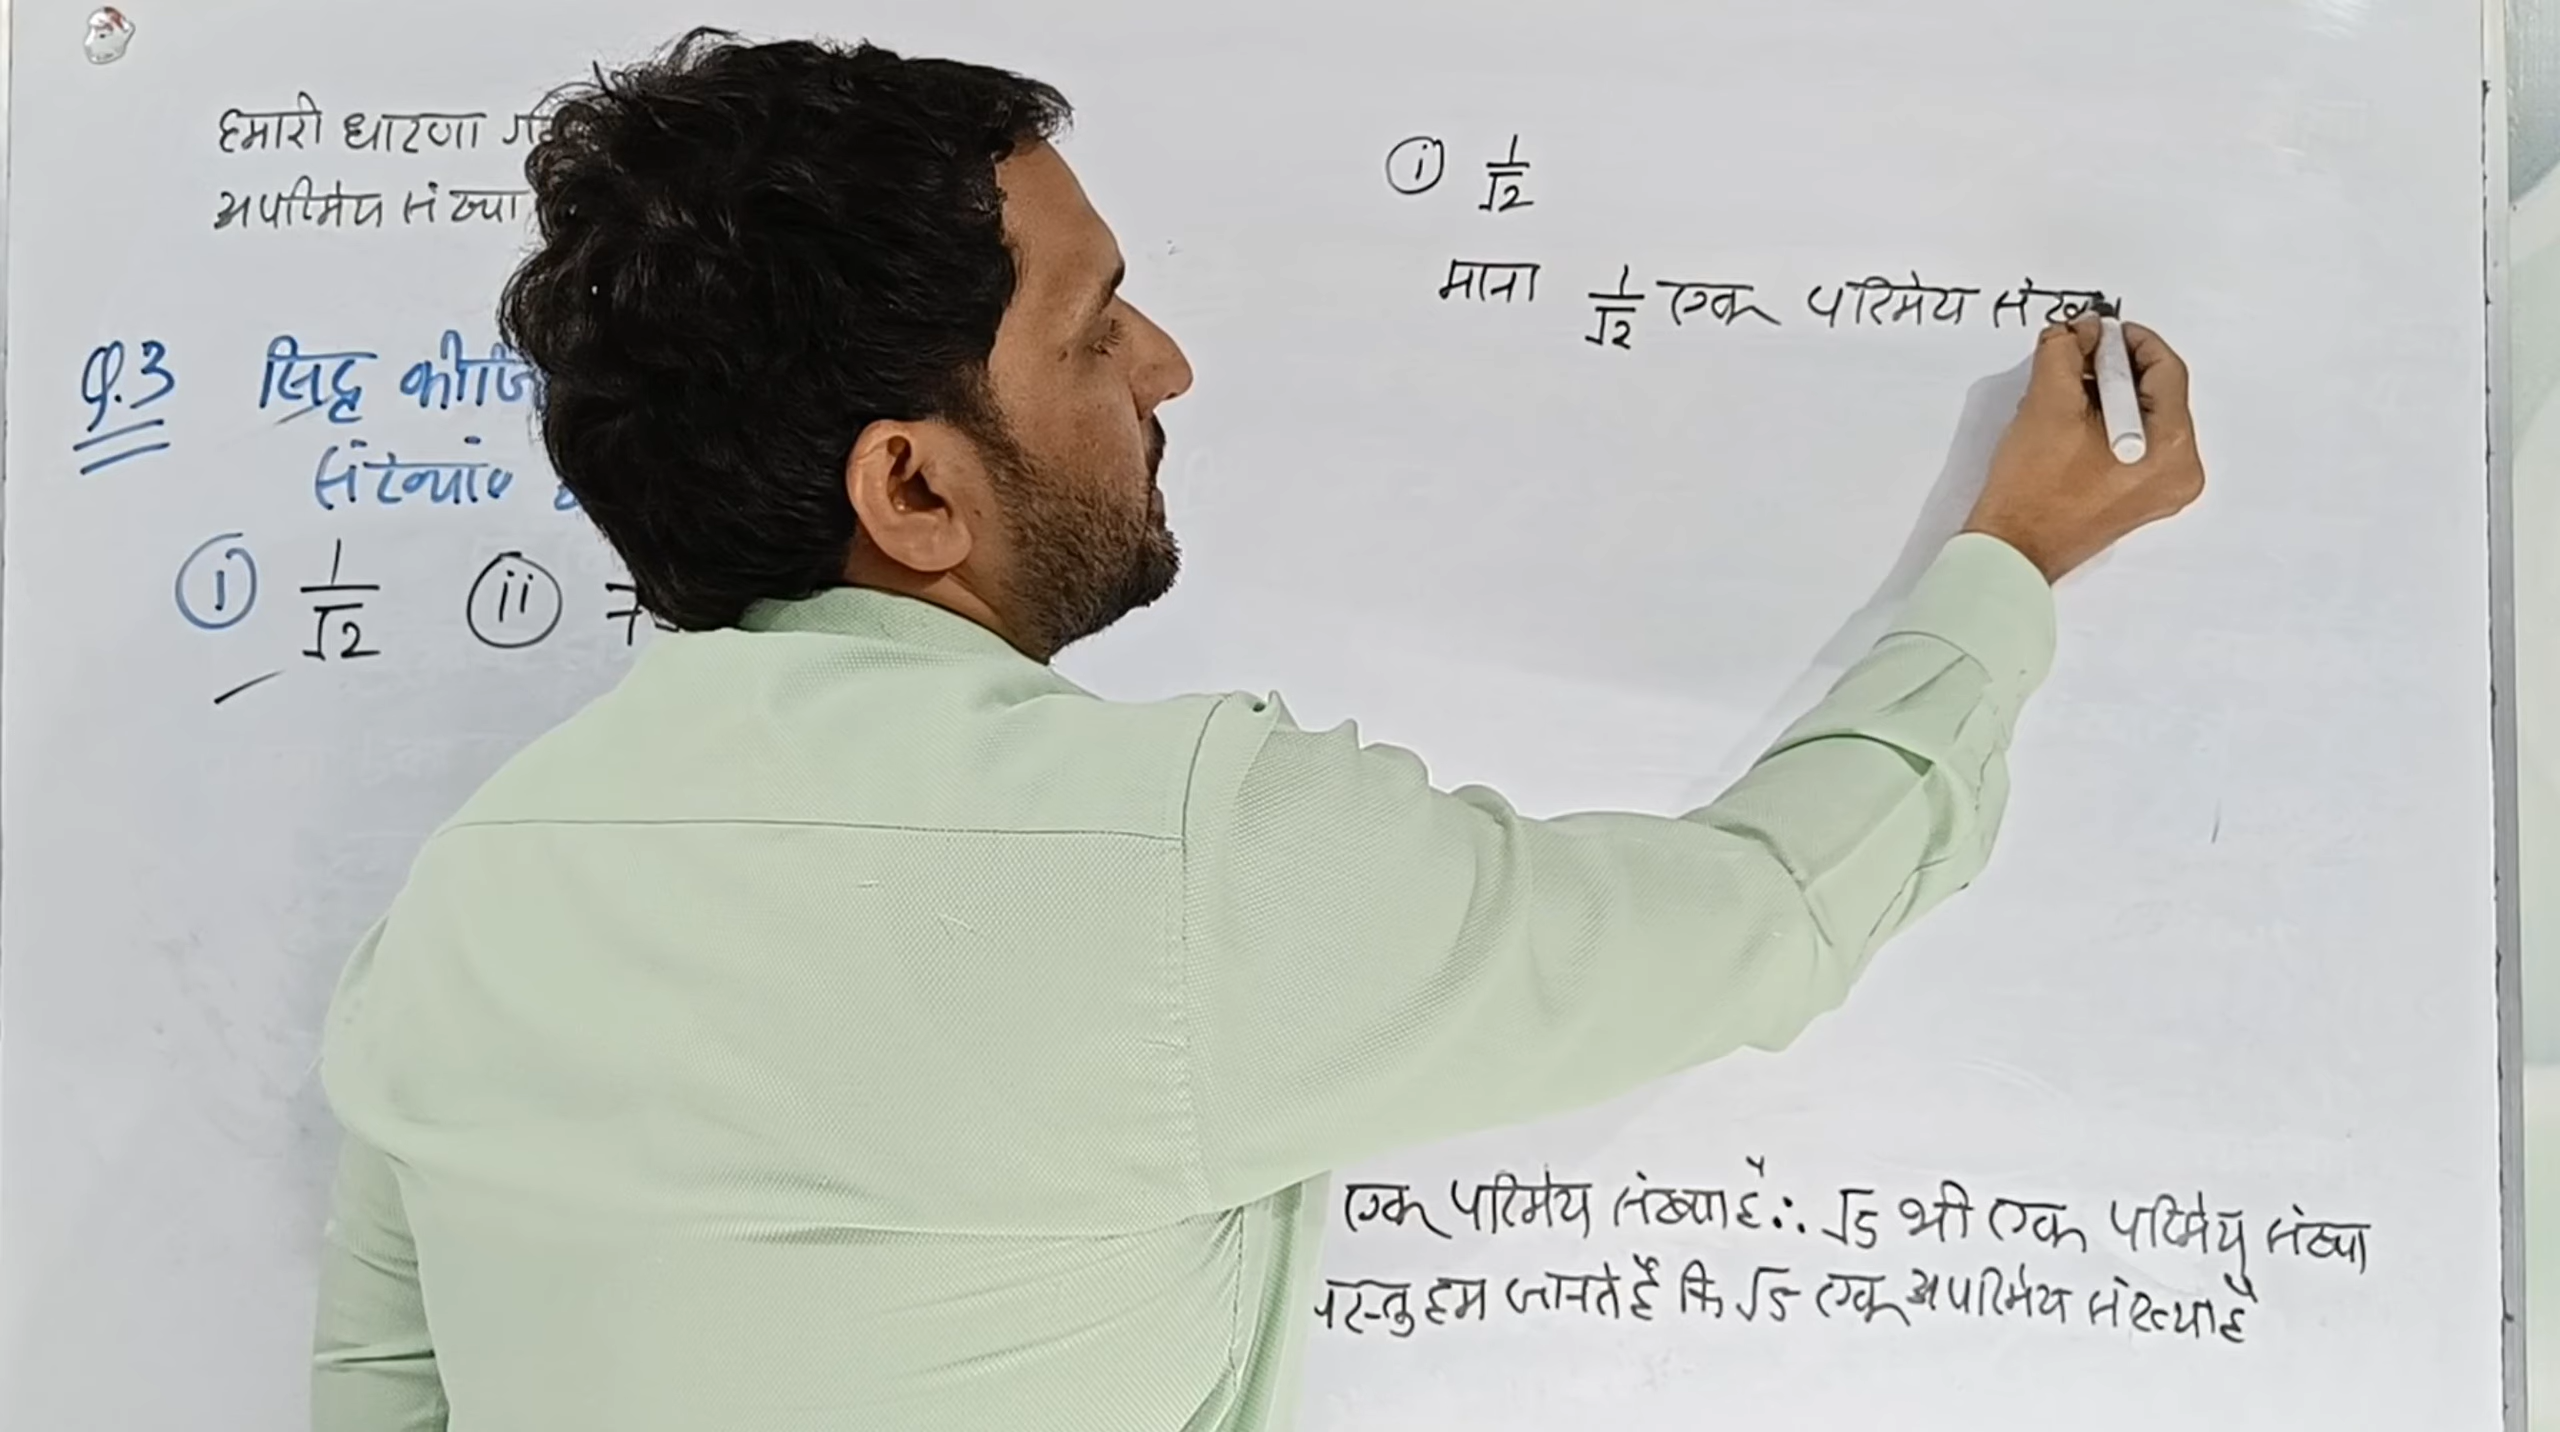 हमारी धारणा
अपरिमेय संख्या
Q.3 सिद्ध
संख्याएं
(i) 1/√2 (ii) 7
(i) 1/√2
माना 1/√2 एक परिमेय संख्या
एक परिमेय संख्या है ∴ √5 भी एक परिमेय संख्या
परन्तु हम जानते हैं कि √5 एक अपरिमेय संख्या है